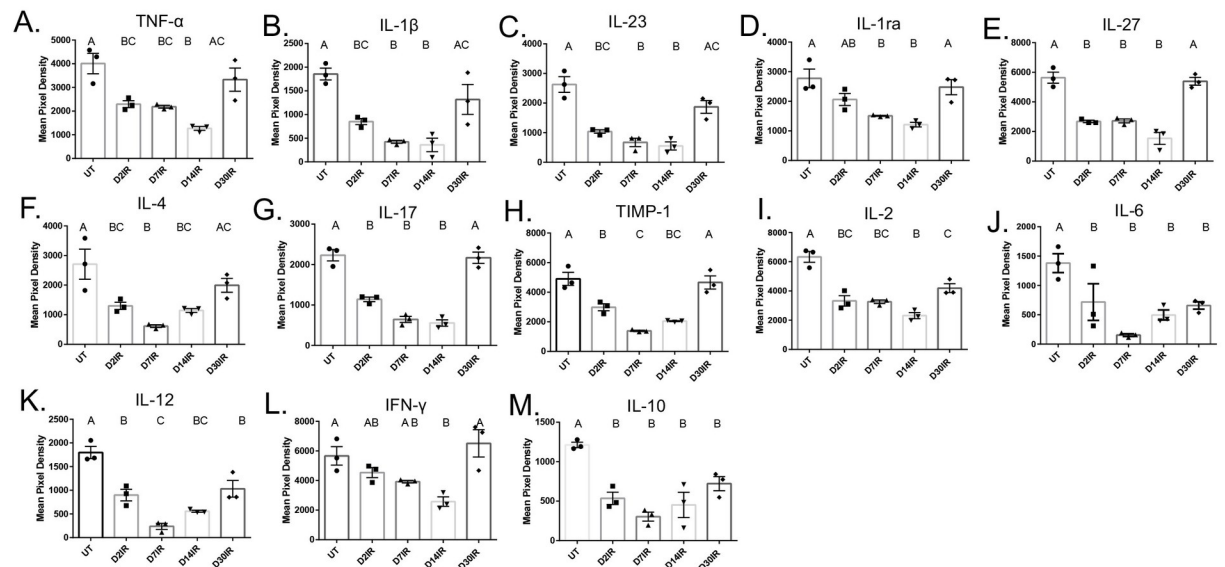 A. TNF-α
A BC BC B AC
Mean Pixel Density
5000
4000
3000
2000
1000
0
UT D2IR D7IR D14IR D30IR
B. IL-1β
A BC B B AC
Mean Pixel Density
2000
1500
1000
500
0
UT D2IR D7IR D14IR D30IR
C. IL-23
A BC B B AC
Mean Pixel Density
4000
3000
2000
1000
0
UT D2IR D7IR D14IR D30IR
D. IL-1ra
A AB B B A
Mean Pixel Density
4000
3000
2000
1000
0
UT D2IR D7IR D14IR D30IR
E. IL-27
A B B B A
Mean Pixel Density
8000
6000
4000
2000
0
UT D2IR D7IR D14IR D30IR
F. IL-4
A BC B BC AC
Mean Pixel Density
4000
3000
2000
1000
0
UT D2IR D7IR D14IR D30IR
G. IL-17
A B B B A
Mean Pixel Density
3000
2000
1000
0
UT D2IR D7IR D14IR D30IR
H. TIMP-1
A B C BC A
Mean Pixel Density
8000
6000
4000
2000
0
UT D2IR D7IR D14IR D30IR
I. IL-2
A BC BC B C
Mean Pixel Density
8000
6000
4000
2000
0
UT D2IR D7IR D14IR D30IR
J. IL-6
A B B B B
Mean Pixel Density
2000
1500
1000
500
0
UT D2IR D7IR D14IR D30IR
K. IL-12
A B C BC B
Mean Pixel Density
2500
2000
1500
1000
500
0
UT D2IR D7IR D14IR D30IR
L. IFN-γ
A AB AB B A
Mean Pixel Density
8000
6000
4000
2000
0
UT D2IR D7IR D14IR D30IR
M. IL-10
A B B B B
Mean Pixel Density
1500
1000
500
0
UT D2IR D7IR D14IR D30IR